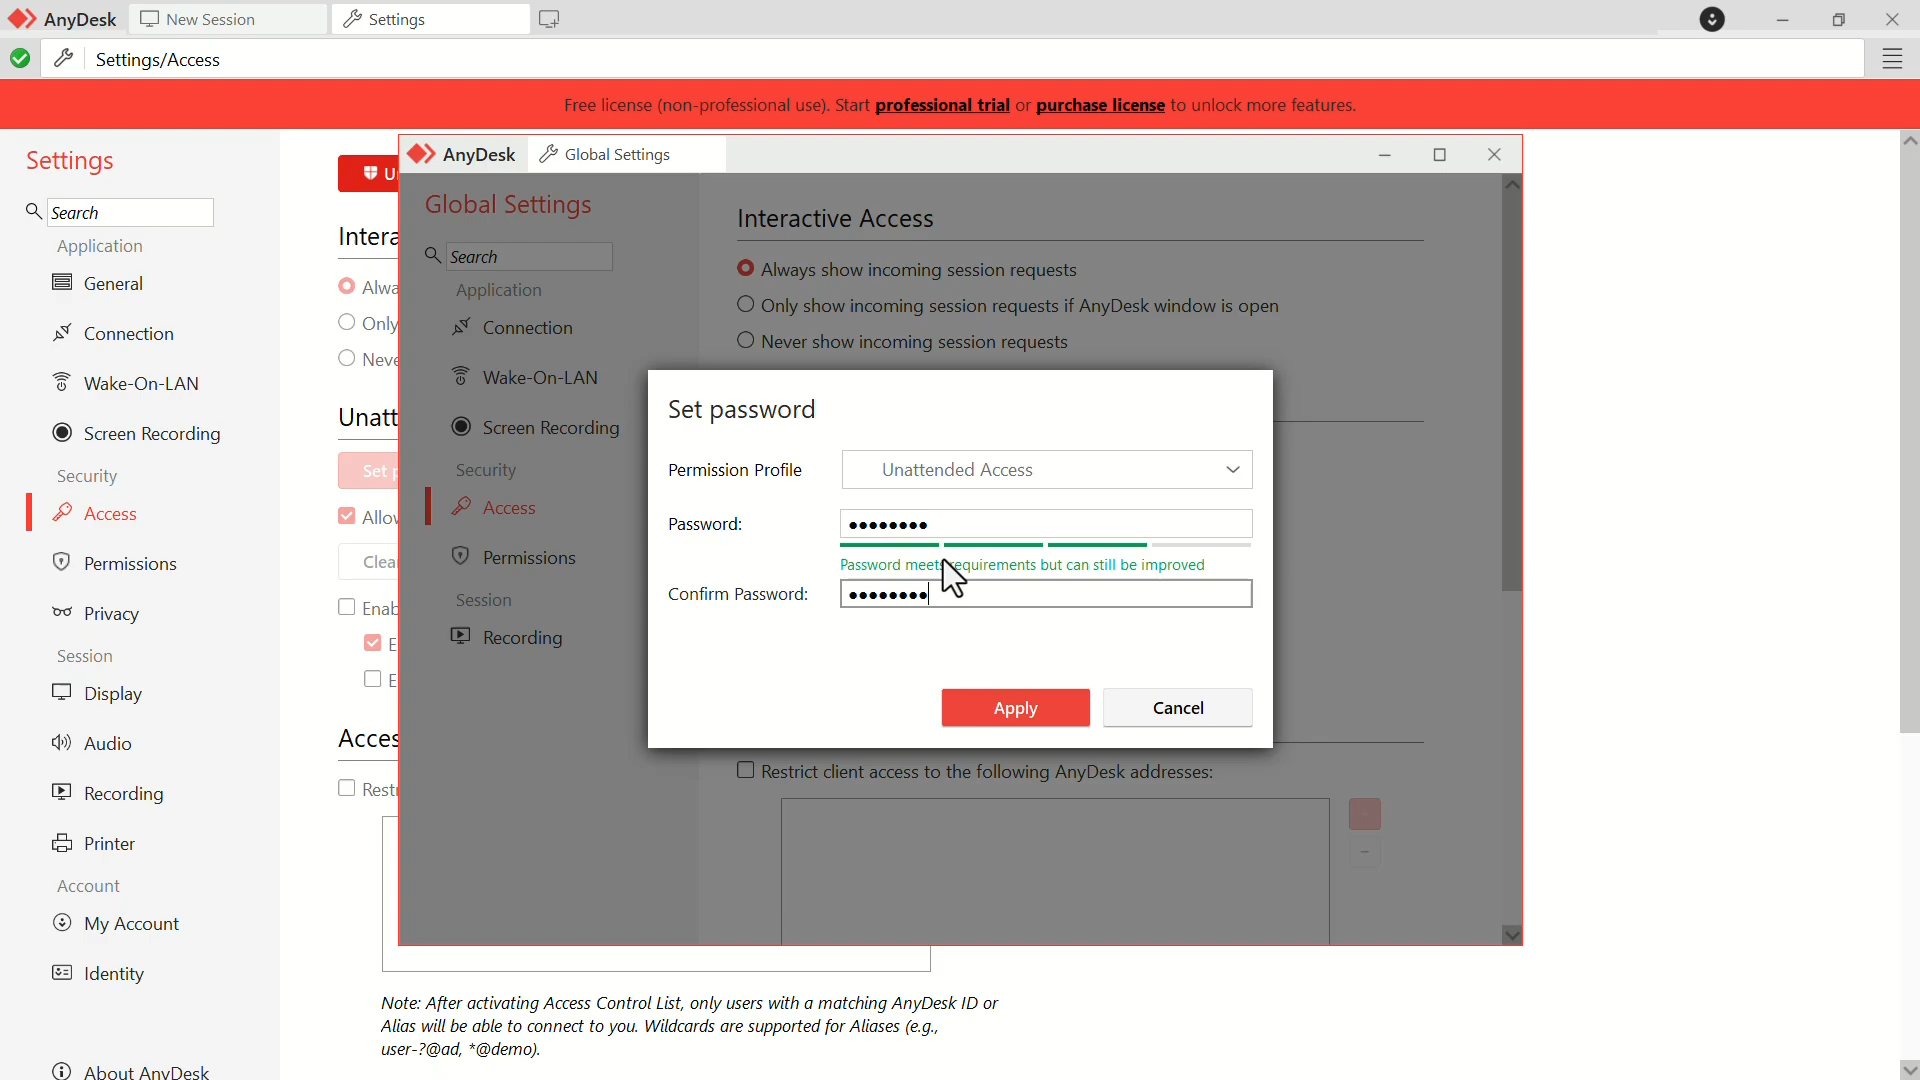 AnyDesk
New Session
Settings
Settings/Access
Free license (non-professional use). Start professional trial or purchase license to unlock more features.
Settings
Search
Application
General
Connection
Wake-On-LAN
Screen Recording
Security
Access
Permissions
Privacy
Session
Display
Audio
Recording
Printer
Account
My Account
Identity
About AnyDesk
AnyDesk
Global Settings
Global Settings
Search
Application
Connection
Wake-On-LAN
Screen Recording
Security
Access
Permissions
Session
Recording
Interactive Access
Always show incoming session requests
Only show incoming session requests if AnyDesk window is open
Never show incoming session requests
Set password
Permission Profile
Unattended Access
Password:
••••••••
Password meets requirements but can still be improved
Confirm Password:
••••••••
Apply
Cancel
Restrict client access to the following AnyDesk addresses:
Note: After activating Access Control List, only users with a matching AnyDesk ID or
Alias will be able to connect to you. Wildcards are supported for Aliases (e.g.,
user-?@ad, *@demo).